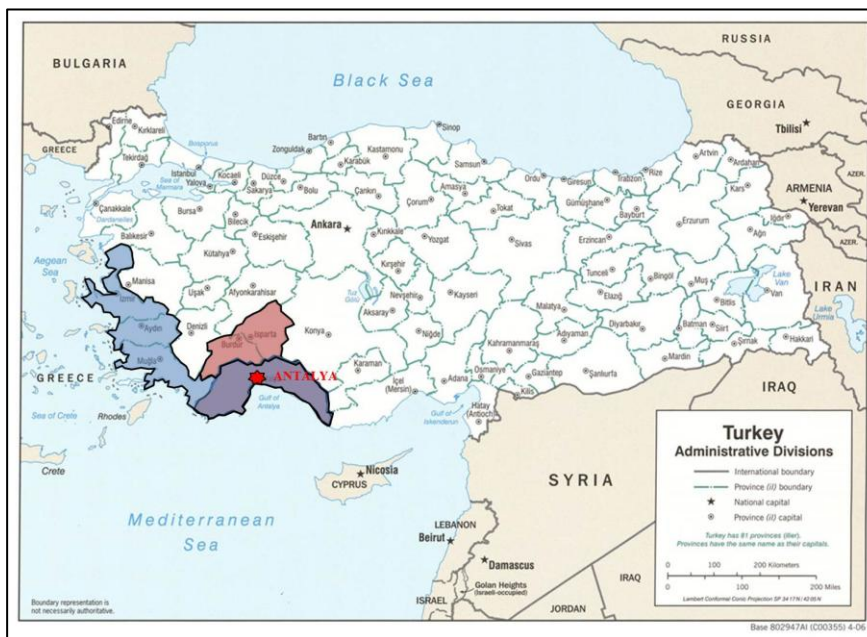 RUSSIA
BULGARIA
Black Sea
GEORGIA
Tbilisi
Edirne
Kırklareli
Sinop
Bartın
Zonguldak
Kastamonu
Artvin
Ardahan
GREECE
Tekirdağ
Bosporus
Karabük
Samsun
Rize
Istanbul
Kocaeli
Düzce
Ordu
Giresun
Trabzon
Kars
AZER.
Sea of
Marmara
Yalova
Sakarya
Bolu
Çankırı
Amasya
ARMENIA
Çorum
Tokat
Gümüşhane
Bayburt
Yerevan
Çanakkale
Dardanelles
Bursa
Bilecik
Ankara
Erzurum
Iğdır
Balıkesir
Eskişehir
Kırıkkale
Yozgat
Sivas
Erzincan
Ağrı
AZER.
Kütahya
Aegean
Sea
Kırşehir
Tunceli
Bingöl
Muş
Lake
Van
IRAN
Manisa
Uşak
Afyonkarahisar
Tuz
Gölü
Nevşehir
Kayseri
Elazığ
Bitlis
Van
İzmir
Aksaray
Malatya
Lake
Urmia
Aydın
Denizli
Burdur
Isparta
Konya
Niğde
Adıyaman
Diyarbakır
Batman
Siirt
Kahramanmaraş
Şırnak
Hakkari
Muğla
Karaman
Mardin
GREECE
ANTALYA
İçel
(Mersin)
Adana
Osmaniye
Gaziantep
Şanlıurfa
Kilis
IRAQ
Gulf of
Antalya
Sea of Crete
Rhodes
Gulf of
Iskenderun
Hatay
(Antioch)
Crete
Nicosia
CYPRUS
SYRIA
Mediterranean
Sea
LEBANON
Beirut
Damascus
Golan Heights
(Israeli-occupied)
ISRAEL
JORDAN
IRAQ
Turkey
Administrative Divisions
International boundary
Province (il) boundary
National capital
Province (il) capital
Turkey has 81 provinces (iller).
Provinces have the same name as their capitals.
0 100 200 Kilometers
0 100 200 Miles
Lambert Conformal Conic Projection
Boundary representation is
not necessarily authoritative.
Base 802947AI (C00355) 4-06